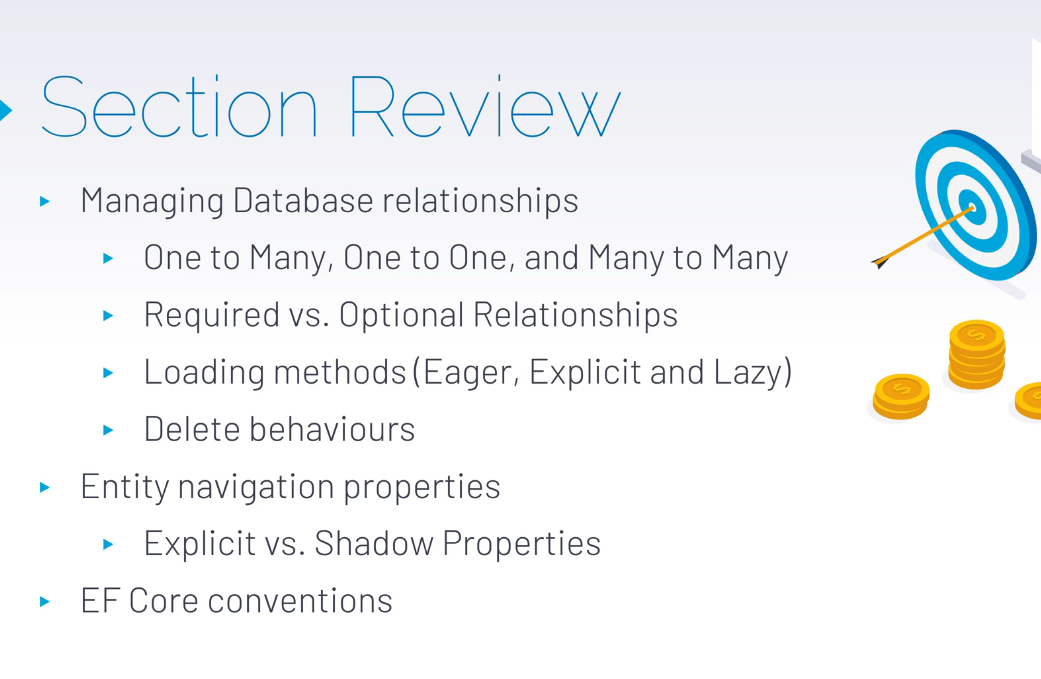 Section Review
Managing Database relationships
One to Many, One to One, and Many to Many
Required vs. Optional Relationships
Loading methods (Eager, Explicit and Lazy)
Delete behaviours
Entity navigation properties
Explicit vs. Shadow Properties
EF Core conventions